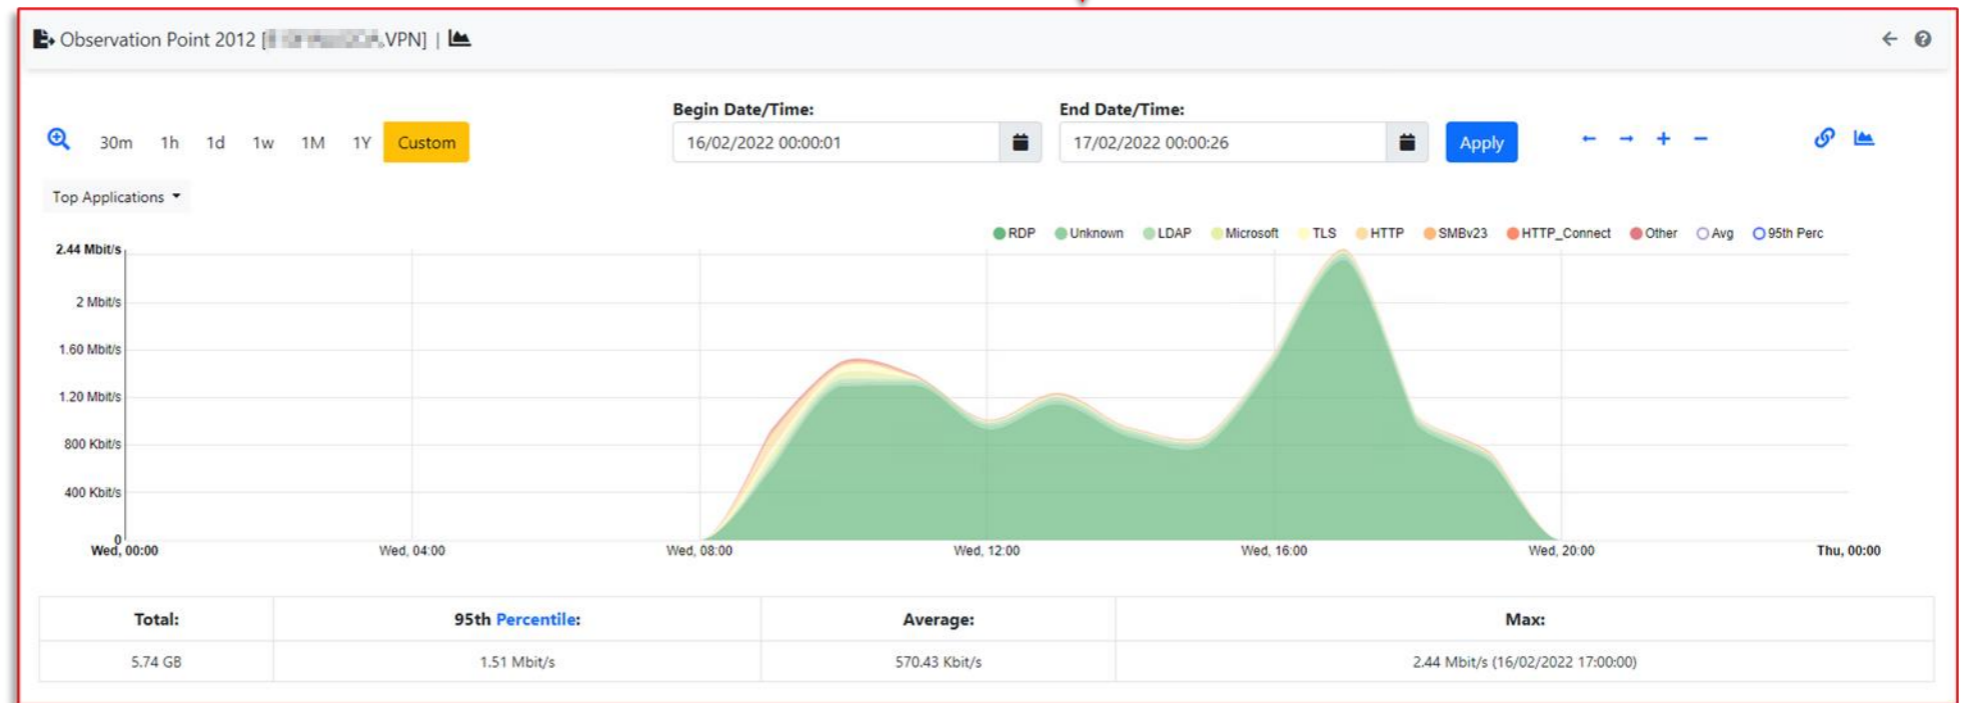 Observation Point 2012 [ .VPN] |
Begin Date/Time: End Date/Time:
30m 1h 1d 1w 1M 1Y Custom 16/02/2022 00:00:01 17/02/2022 00:00:26 Apply
Top Applications
RDP Unknown LDAP Microsoft TLS HTTP SMBv23 HTTP_Connect Other Avg 95th Perc
2.44 Mbit/s
2 Mbit/s
1.60 Mbit/s
1.20 Mbit/s
800 Kbit/s
400 Kbit/s
0
Wed, 00:00 Wed, 04:00 Wed, 08:00 Wed, 12:00 Wed, 16:00 Wed, 20:00 Thu, 00:00
Total: 95th Percentile: Average: Max:
5.74 GB 1.51 Mbit/s 570.43 Kbit/s 2.44 Mbit/s (16/02/2022 17:00:00)